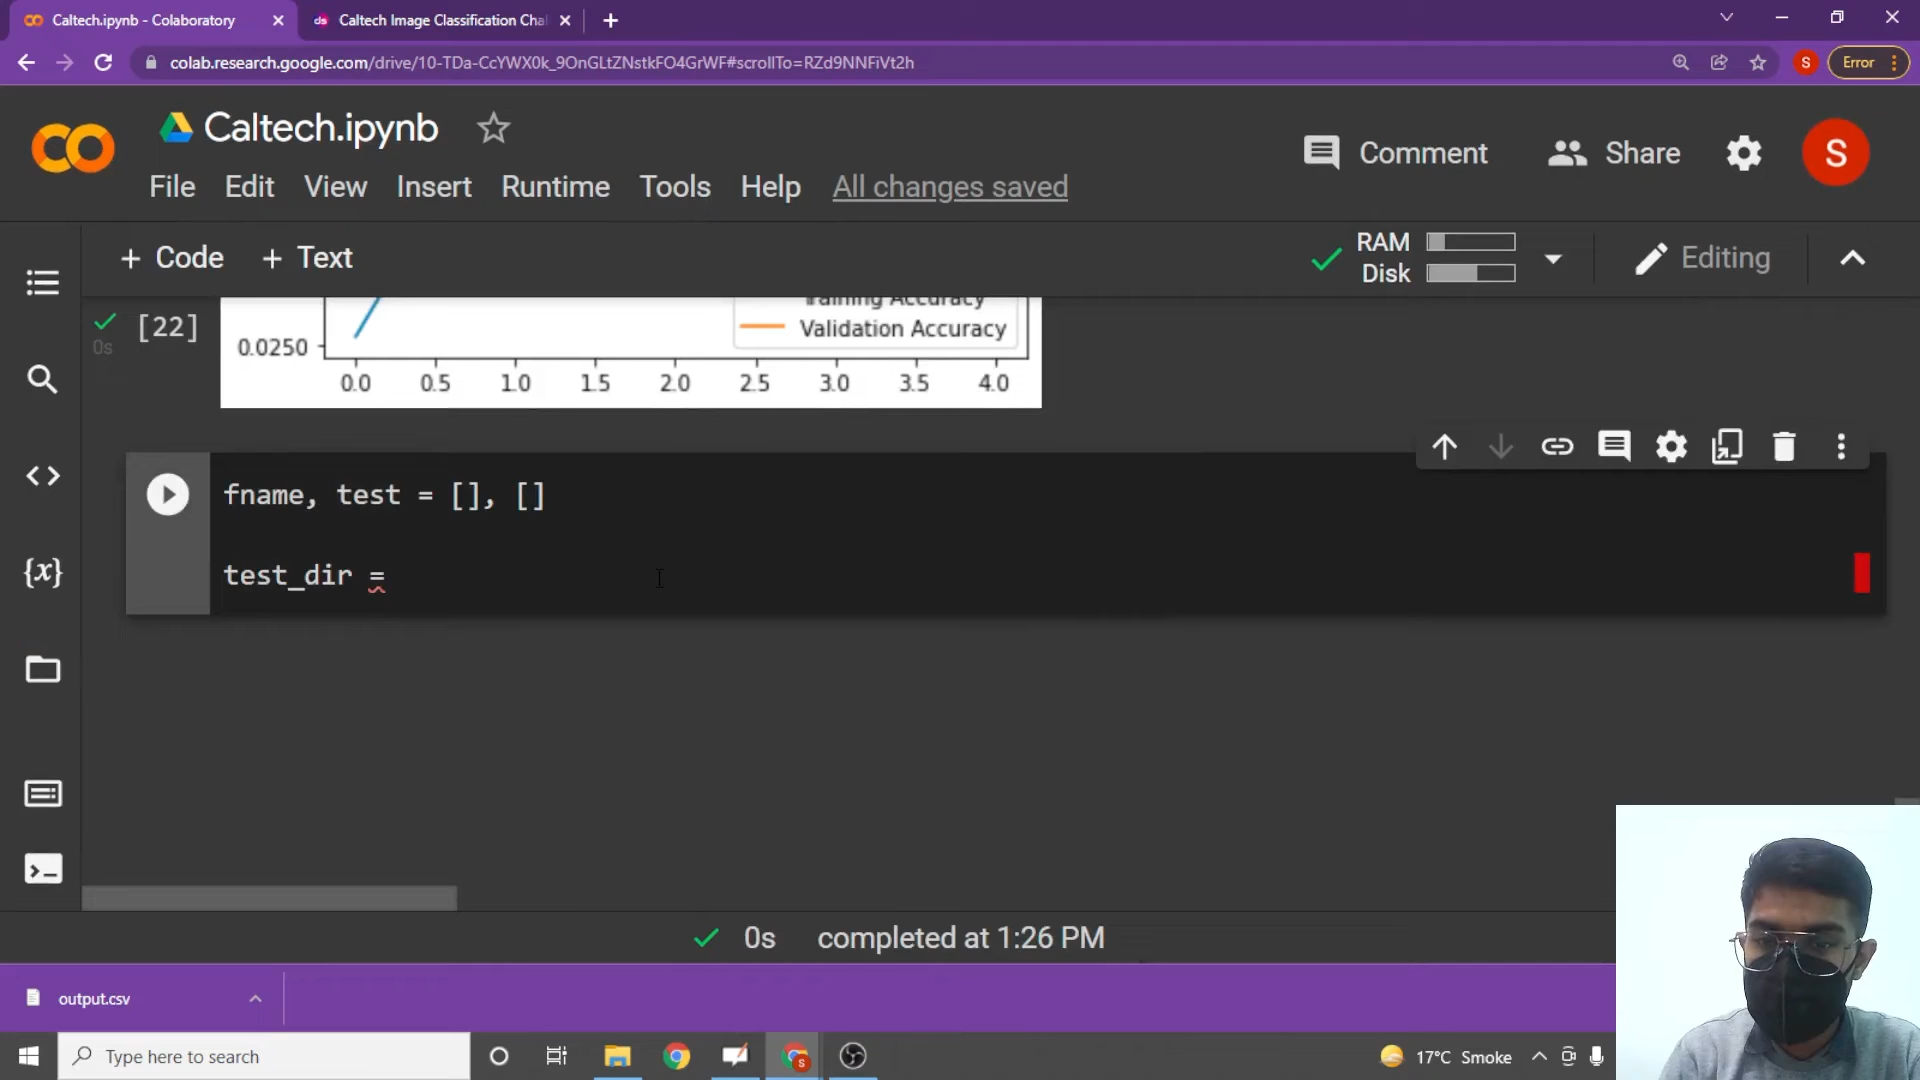 Caltech.ipynb - Colaboratory
Caltech Image Classification Cha
colab.research.google.com/drive/10-TDa-CcYWX0k_9OnGLtZNstkFO4GrWF#scrollTo=RZd9NNFiVt2h
S
Error
CO
Caltech.ipynb
Comment
Share
S
File Edit View Insert Runtime Tools Help All changes saved
+ Code + Text
RAM
Disk
Editing
[22]
0s
Training Accuracy
Validation Accuracy
0.0250
0.0 0.5 1.0 1.5 2.0 2.5 3.0 3.5 4.0
fname, test = [], []
test_dir =
{x}
0s completed at 1:26 PM
output.csv
Type here to search
17°C Smoke